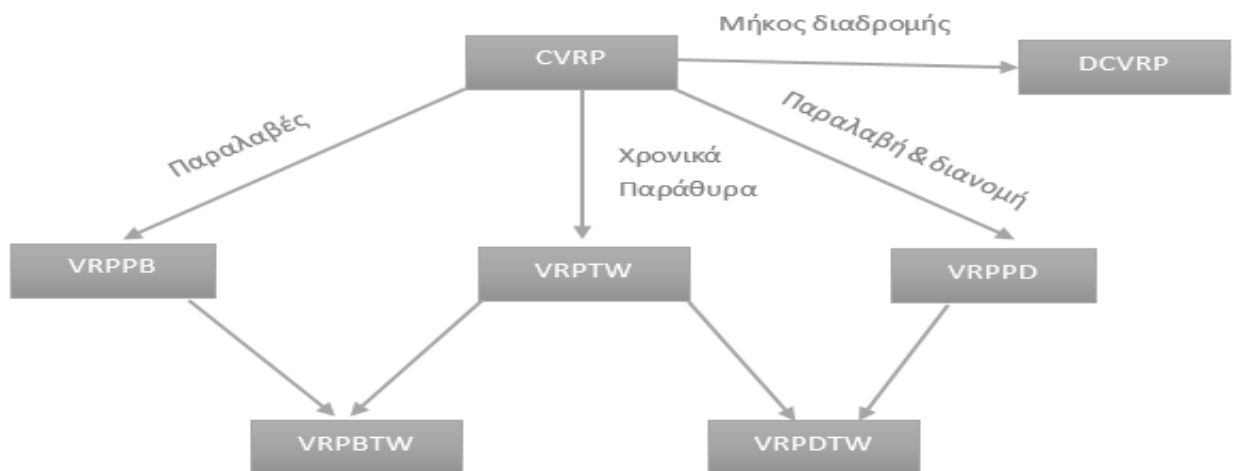 Μήκος διαδρομής
CVRP
DCVRP
Παραλαβές
Χρονικά
Παράθυρα
Παραλαβή & διανομή
VRPPB
VRPTW
VRPPD
VRPBTW
VRPDTW